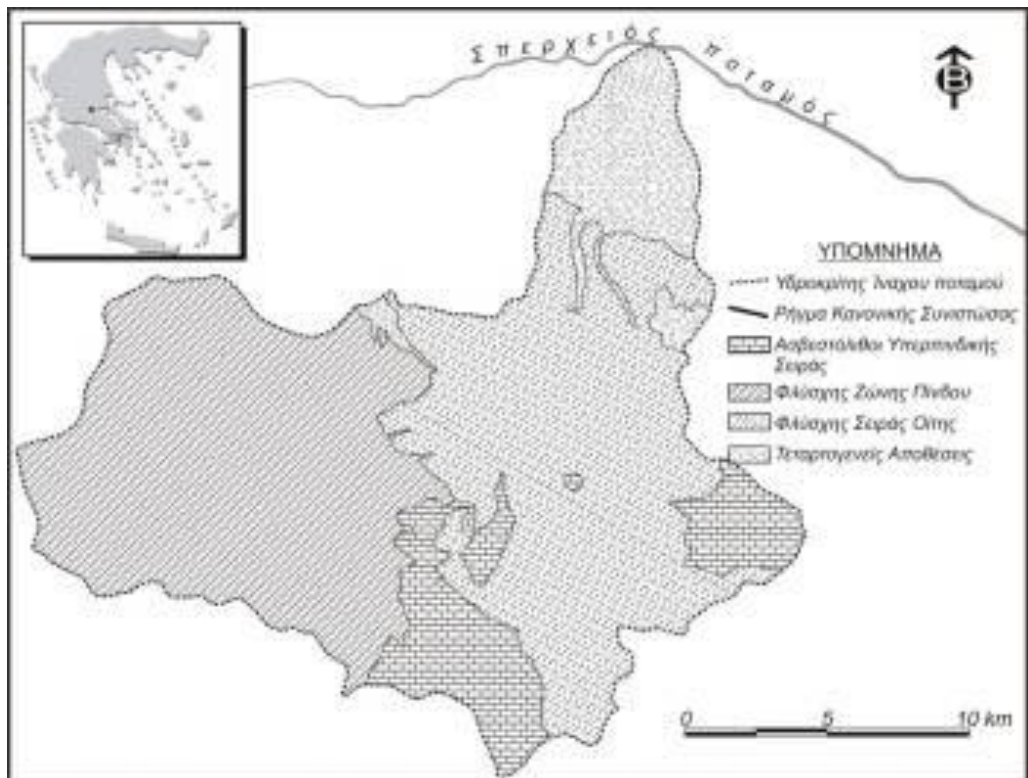 Σπερχειός ποταμός
Β
ΥΠΟΜΝΗΜΑ
Υδροκρίτης Ίναχου ποταμού
Ρήγμα Κανονικής Συνιστώσας
Ασβεστόλιθοι Υπερπινδικής
Σειράς
Φλύσχης Ζώνης Πίνδου
Φλύσχης Σειράς Οίτης
Τεταρτογενείς Αποθέσεις
0 5 10 km